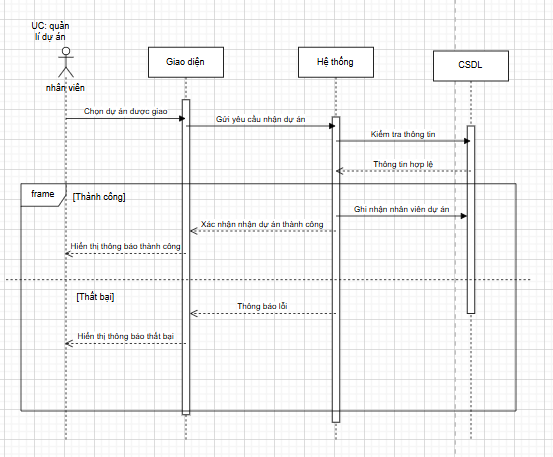 UC: quản
lí dự án
nhân viên
Giao diện
Hệ thống
CSDL
Chọn dự án được giao
Gửi yêu cầu nhận dự án
Kiểm tra thông tin
Thông tin hợp lệ
frame
[Thành công]
Ghi nhận nhân viên dự án
Xác nhận nhận dự án thành công
Hiển thị thông báo thành công
[Thất bại]
Thông báo lỗi
Hiển thị thông báo thất bại